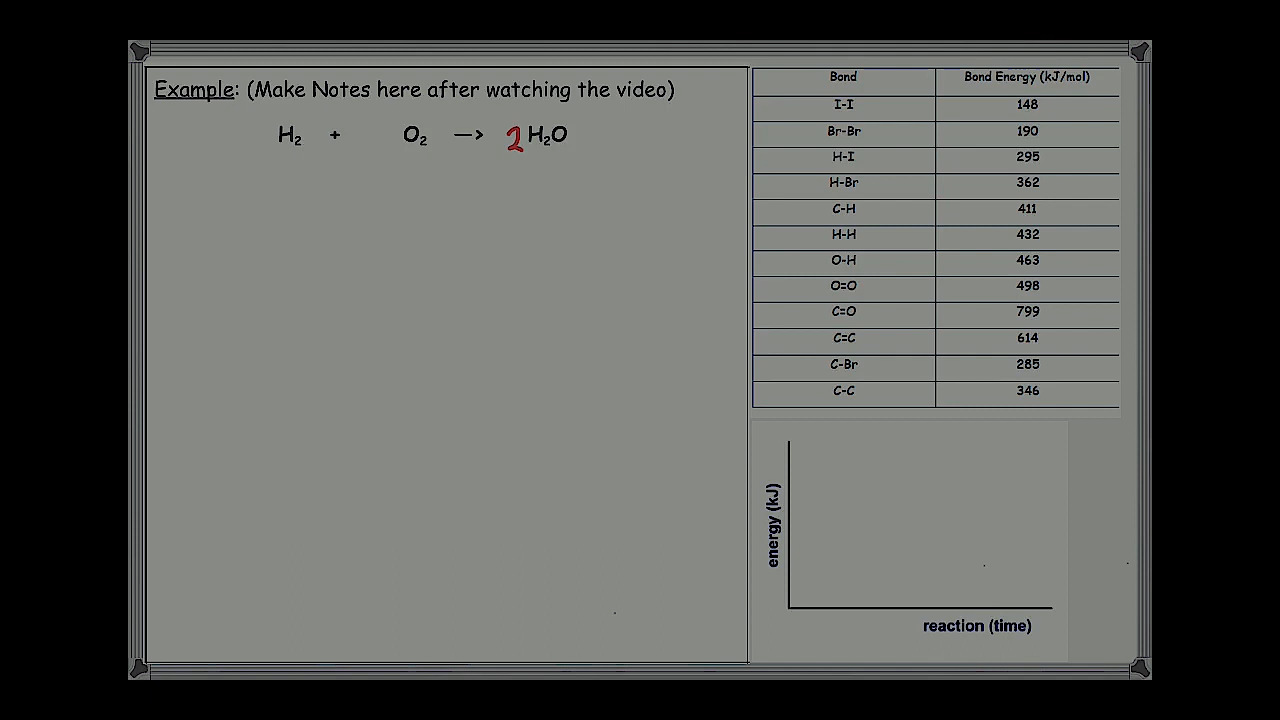 Example: (Make Notes here after watching the video)
H₂ + O₂ —> 2 H₂O
Bond Bond Energy (kJ/mol)
I-I 148
Br-Br 190
H-I 295
H-Br 362
C-H 411
H-H 432
O-H 463
O=O 498
C=O 799
C=C 614
C-Br 285
C-C 346
energy (kJ)
reaction (time)